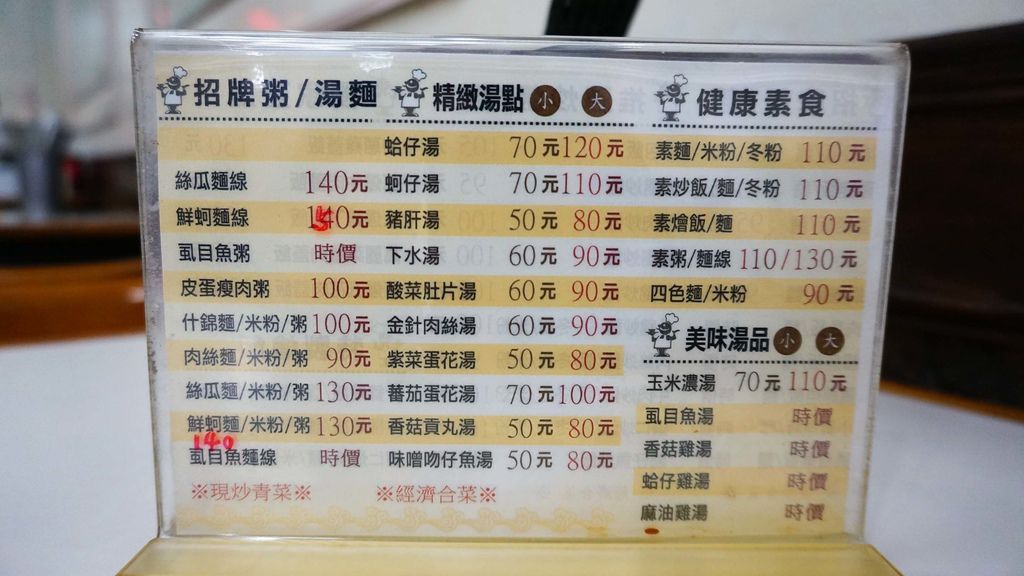 招牌粥/湯麵
絲瓜麵線 140元
鮮蚵麵線 140元
5
虱目魚粥 時價
皮蛋瘦肉粥 100元
什錦麵/米粉/粥 100元
肉絲麵/米粉/粥 90元
絲瓜麵/米粉/粥 130元
鮮蚵麵/米粉/粥 130元
140
虱目魚麵線 時價
※現炒青菜※ ※經濟合菜※
精緻湯點 小 大
蛤仔湯 70元 120元
蚵仔湯 70元 110元
豬肝湯 50元 80元
下水湯 60元 90元
酸菜肚片湯 60元 90元
金針肉絲湯 60元 90元
紫菜蛋花湯 50元 80元
蕃茄蛋花湯 70元 100元
香菇貢丸湯 50元 80元
味噌吻仔魚湯 50元 80元
健康素食
素麵/米粉/冬粉 110元
素炒飯/麵/冬粉 110元
素燴飯/麵 110元
素粥/麵線 110/130元
四色麵/米粉 90元
美味湯品 小 大
玉米濃湯 70元 110元
虱目魚湯 時價
香菇雞湯 時價
蛤仔雞湯 時價
麻油雞湯 時價